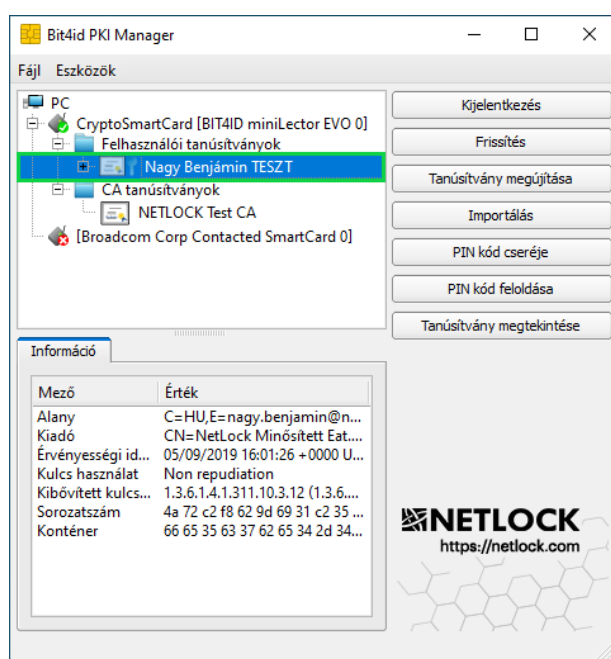 Bit4id PKI Manager
Fájl Eszközök
PC
CryptoSmartCard [BIT4ID miniLector EVO 0]
Felhasználói tanúsítványok
Nagy Benjámin TESZT
CA tanúsítványok
NETLOCK Test CA
[Broadcom Corp Contacted SmartCard 0]
Kijelentkezés
Frissítés
Tanúsítvány megújítása
Importálás
PIN kód cseréje
PIN kód feloldása
Tanúsítvány megtekintése
Információ
Mező Érték
Alany C=HU,E=nagy.benjamin@n...
Kiadó CN=NetLock Minősített Eat....
Érvényességi id... 05/09/2019 16:01:26 +0000 U...
Kulcs használat Non repudiation
Kibővített kulcs... 1.3.6.1.4.1.311.10.3.12 (1.3.6....
Sorozatszám 4a 72 c2 f8 62 9d 69 31 c2 35 ...
Konténer 66 65 35 63 37 62 65 34 2d 34...
NETLOCK
https://netlock.com